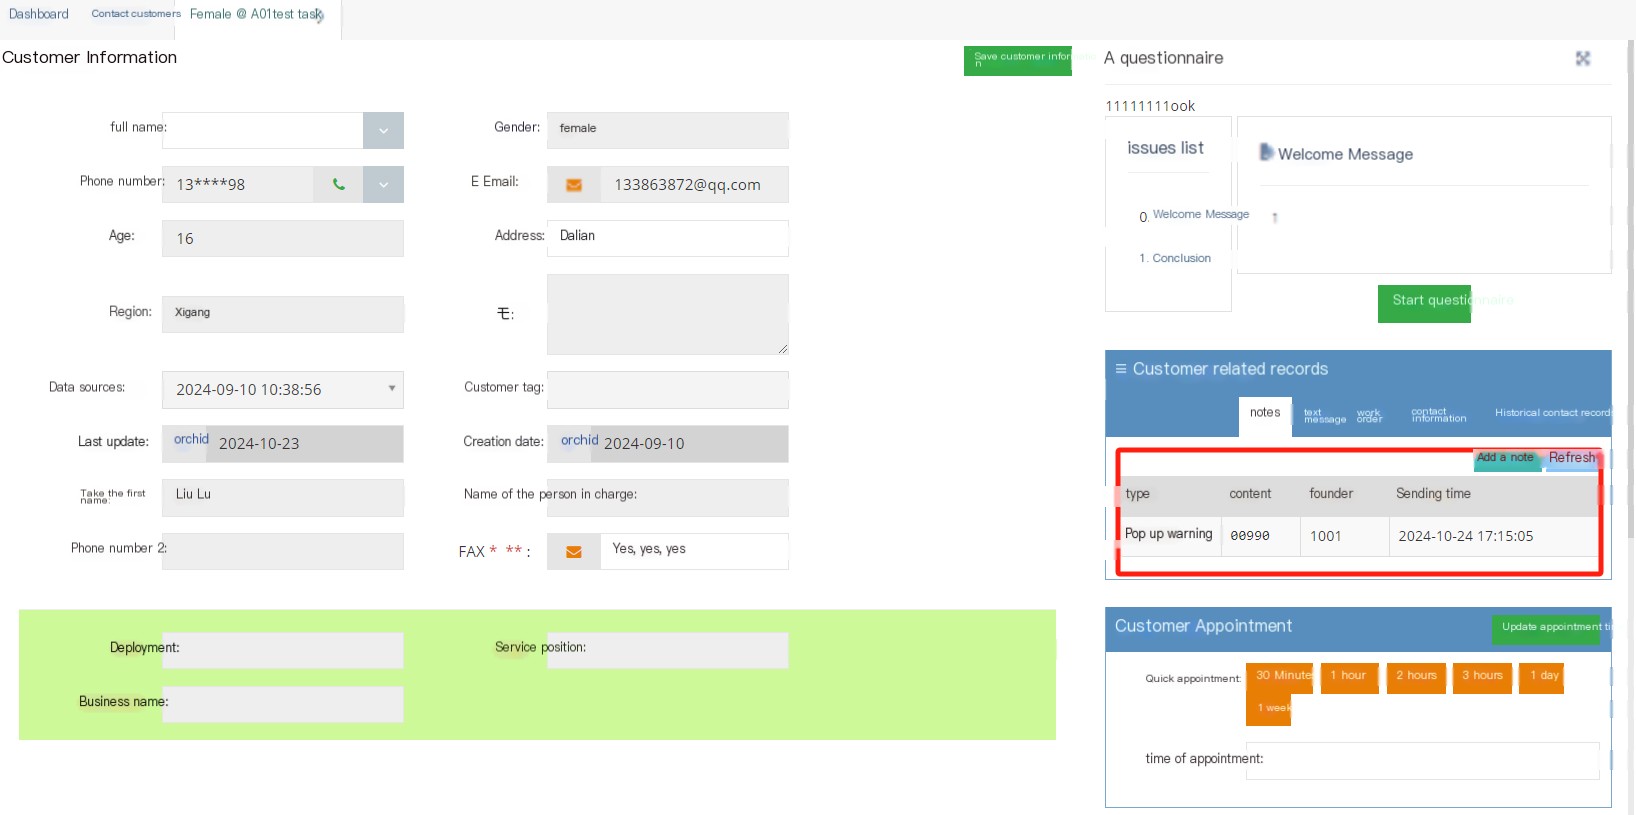 Dashboard
Contact customers
Female @ A01test task
Customer Information
Save customer infor
n
full name:
Gender:
female
Phone number:
13****98
E Email:
133863872@qq.com
Age:
16
Address:
Dalian
Region:
Xigang
モ:
Data sources:
2024-09-10 10:38:56
Customer tag:
Last update:
orchid 2024-10-23
Creation date:
orchid 2024-09-10
Take the first
name:
Liu Lu
Name of the person in charge:
Phone number 2:
FAX * ** :
Yes, yes, yes
Deployment:
Service position:
Business name:
A questionnaire
11111111ook
issues list
0. Welcome Message
1. Conclusion
Welcome Message
Start questionnaire
Customer related records
notes
text
message
work
order
contact
information
Historical contact record
Add a note
Refresh
type
content
founder
Sending time
Pop up warning
00990
1001
2024-10-24 17:15:05
Customer Appointment
Update appointment ti
Quick appointment:
30 Minute
1 hour
2 hours
3 hours
1 day
1 week
time of appointment: